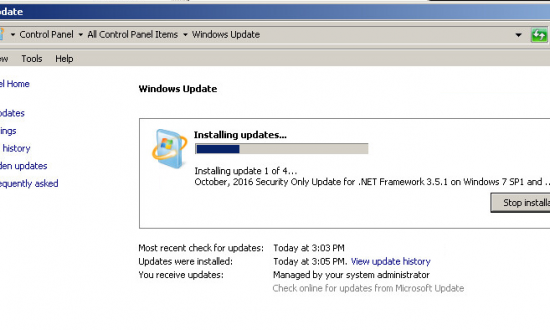 pdate
Control Panel All Control Panel Items Windows Update
ew Tools Help
el Home
Windows Update
pdates
ings
history
den updates
equently asked
Installing updates...
Installing update 1 of 4...
October, 2016 Security Only Update for .NET Framework 3.5.1 on Windows 7 SP1 and ...
Stop installa
Most recent check for updates: Today at 3:03 PM
Updates were installed: Today at 3:05 PM. View update history
You receive updates: Managed by your system administrator
Check online for updates from Microsoft Update